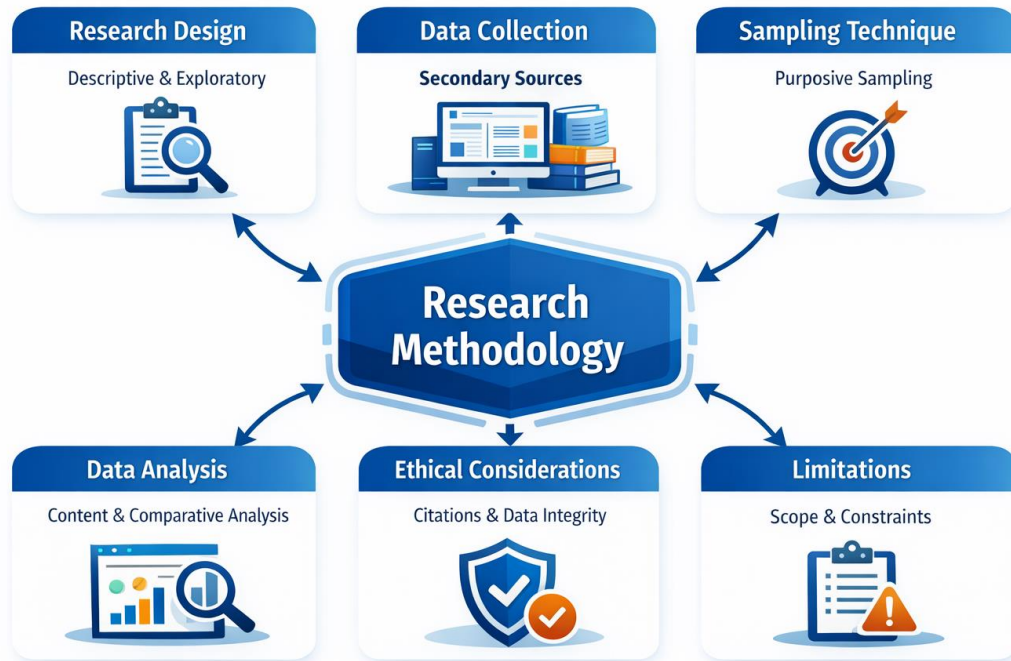 Research Design
Descriptive & Exploratory
Data Collection
Secondary Sources
Sampling Technique
Purposive Sampling
Research
Methodology
Data Analysis
Content & Comparative Analysis
Ethical Considerations
Citations & Data Integrity
Limitations
Scope & Constraints